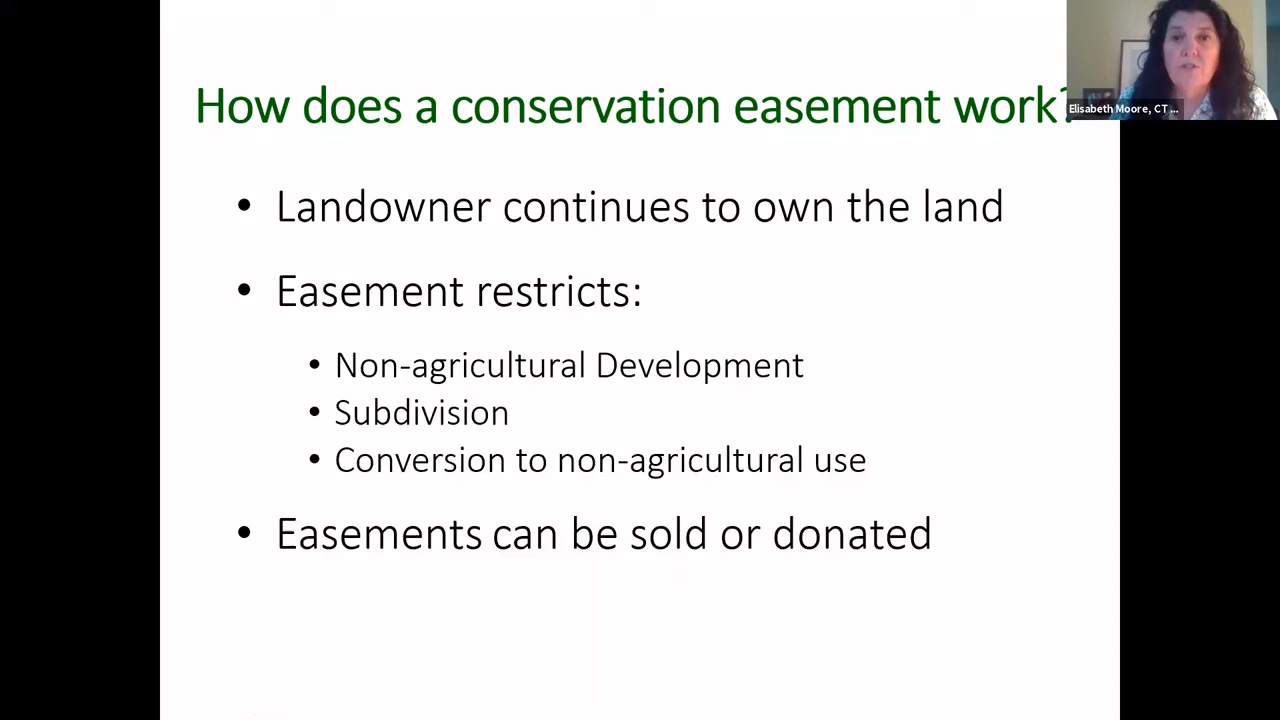 How does a conservation easement work?
Elisabeth Moore, CT ...
• Landowner continues to own the land
• Easement restricts:
• Non-agricultural Development
• Subdivision
• Conversion to non-agricultural use
• Easements can be sold or donated